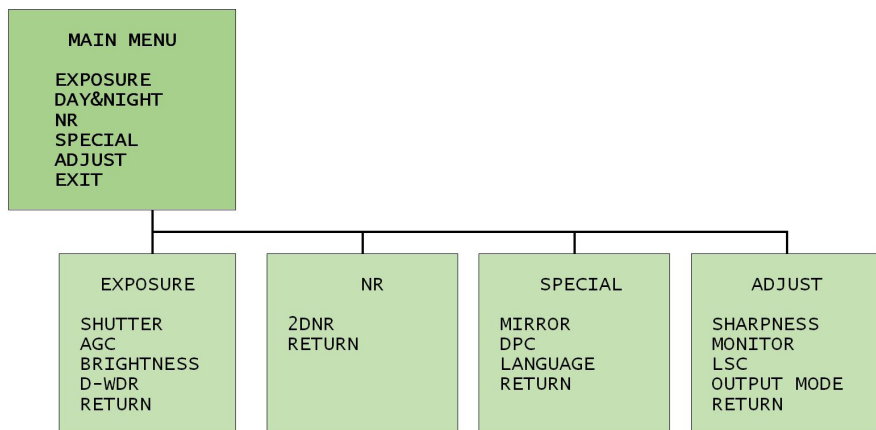 MAIN MENU
EXPOSURE
DAY&NIGHT
NR
SPECIAL
ADJUST
EXIT
EXPOSURE
SHUTTER
AGC
BRIGHTNESS
D-WDR
RETURN
NR
2DNR
RETURN
SPECIAL
MIRROR
DPC
LANGUAGE
RETURN
ADJUST
SHARPNESS
MONITOR
LSC
OUTPUT MODE
RETURN